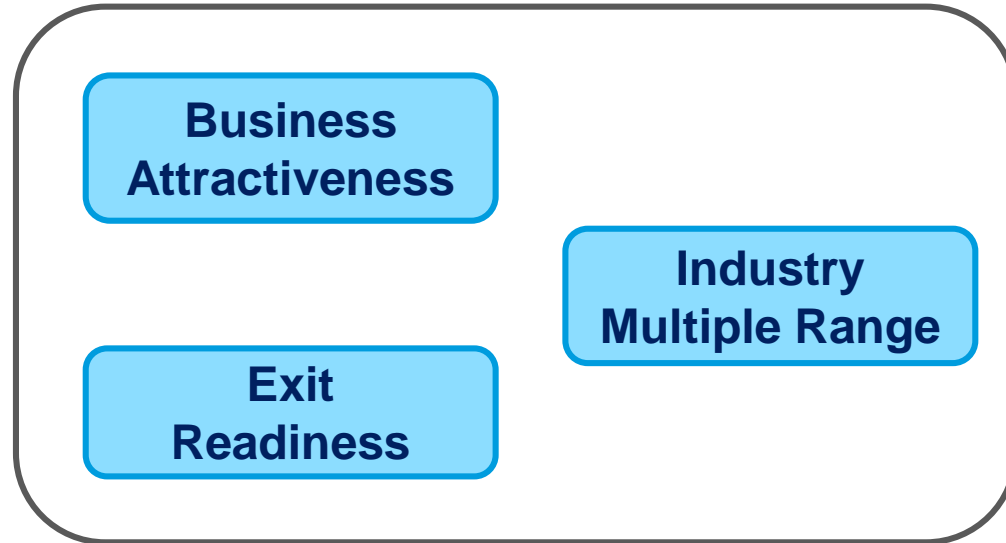 Business
Attractiveness
Industry
Multiple Range
Exit
Readiness